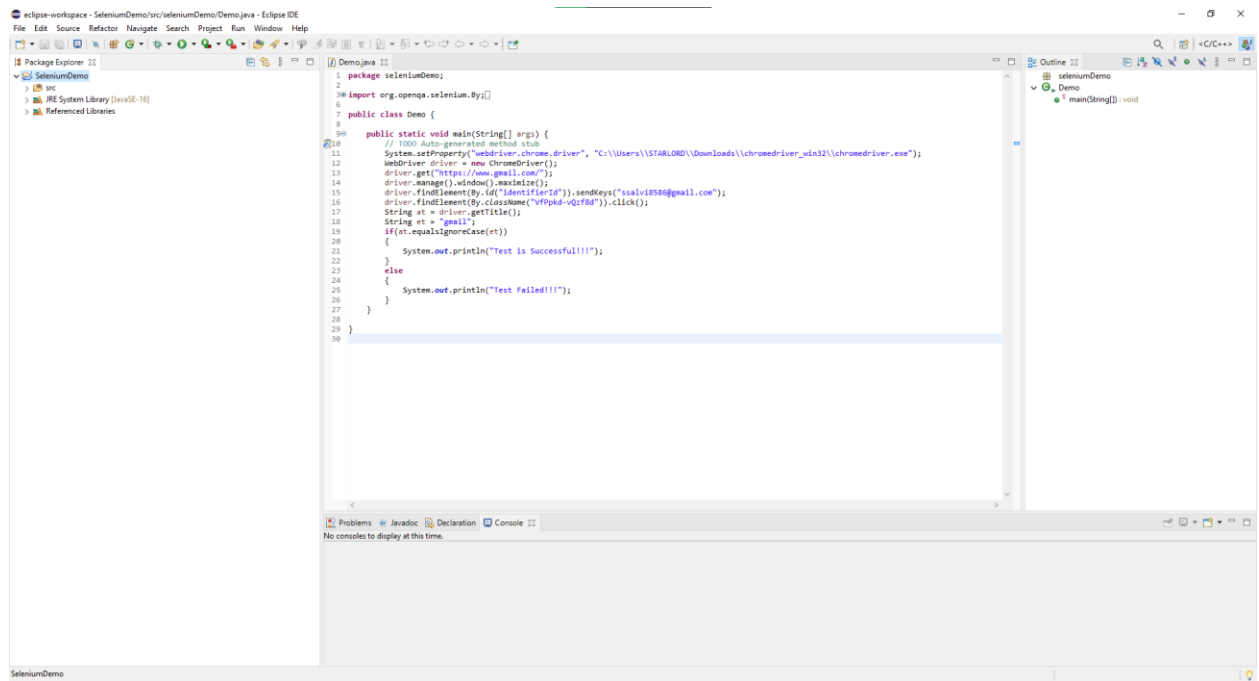 eclipse-workspace - SeleniumDemo/src/seleniumDemo/Demo.java - Eclipse IDE
File Edit Source Refactor Navigate Search Project Run Window Help
<C/C++>
Package Explorer
SeleniumDemo
src
JRE System Library [JavaSE-16]
Referenced Libraries
Demo.java
1 package seleniumDemo;
2
3 import org.openqa.selenium.By;
6
7 public class Demo {
8
9 public static void main(String[] args) {
10 // TODO Auto-generated method stub
11 System.setProperty("webdriver.chrome.driver", "C:\\Users\\STARLORD\\Downloads\\chromedriver_win32\\chromedriver.exe");
12 WebDriver driver = new ChromeDriver();
13 driver.get("https://www.gmail.com/");
14 driver.manage().window().maximize();
15 driver.findElement(By.id("identifierId")).sendKeys("ssalvi8586@gmail.com");
16 driver.findElement(By.className("VfPpkd-vQzf8d")).click();
17 String at = driver.getTitle();
18 String et = "gmail";
19 if(at.equalsIgnoreCase(et))
20 {
21 System.out.println("Test is Successful!!!");
22 }
23 else
24 {
25 System.out.println("Test Failed!!!");
26 }
27 }
28
29 }
30
Outline
seleniumDemo
Demo
main(String[]) : void
Problems Javadoc Declaration Console
No consoles to display at this time.
SeleniumDemo